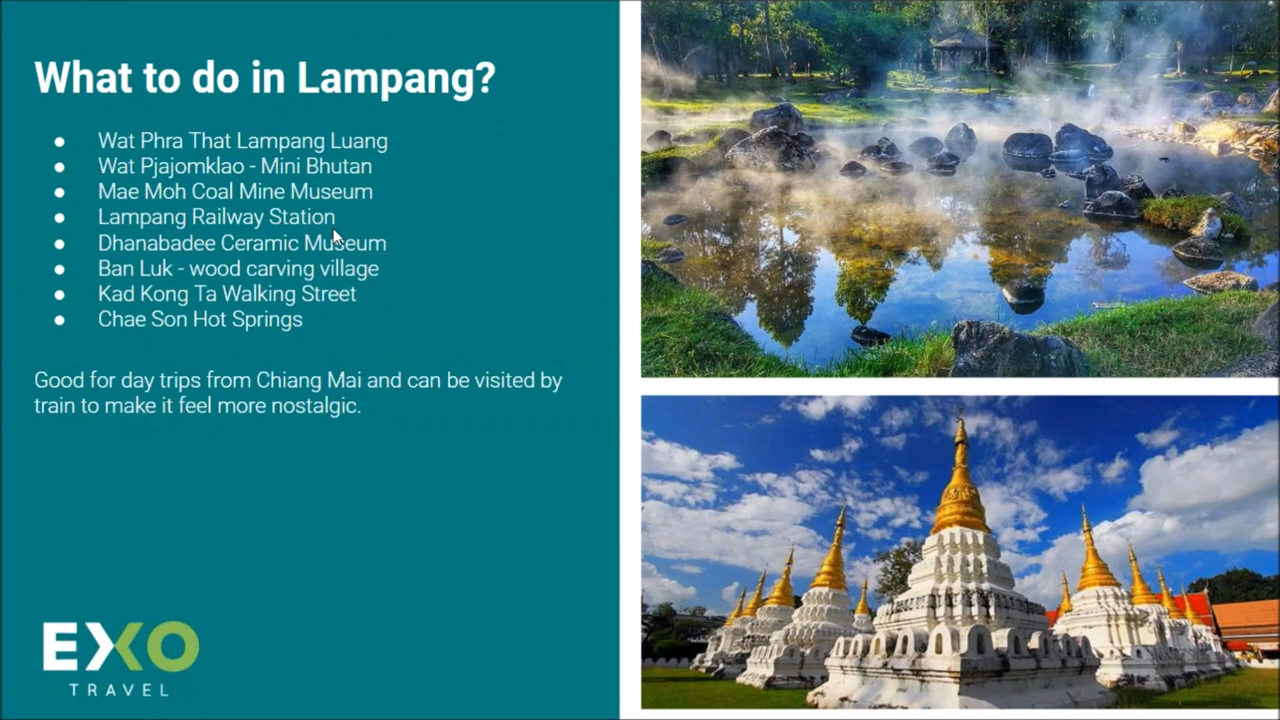 What to do in Lampang?
● Wat Phra That Lampang Luang
● Wat Pjajomklao - Mini Bhutan
● Mae Moh Coal Mine Museum
● Lampang Railway Station
● Dhanabadee Ceramic Museum
● Ban Luk - wood carving village
● Kad Kong Ta Walking Street
● Chae Son Hot Springs
Good for day trips from Chiang Mai and can be visited by
train to make it feel more nostalgic.
EXO
TRAVEL